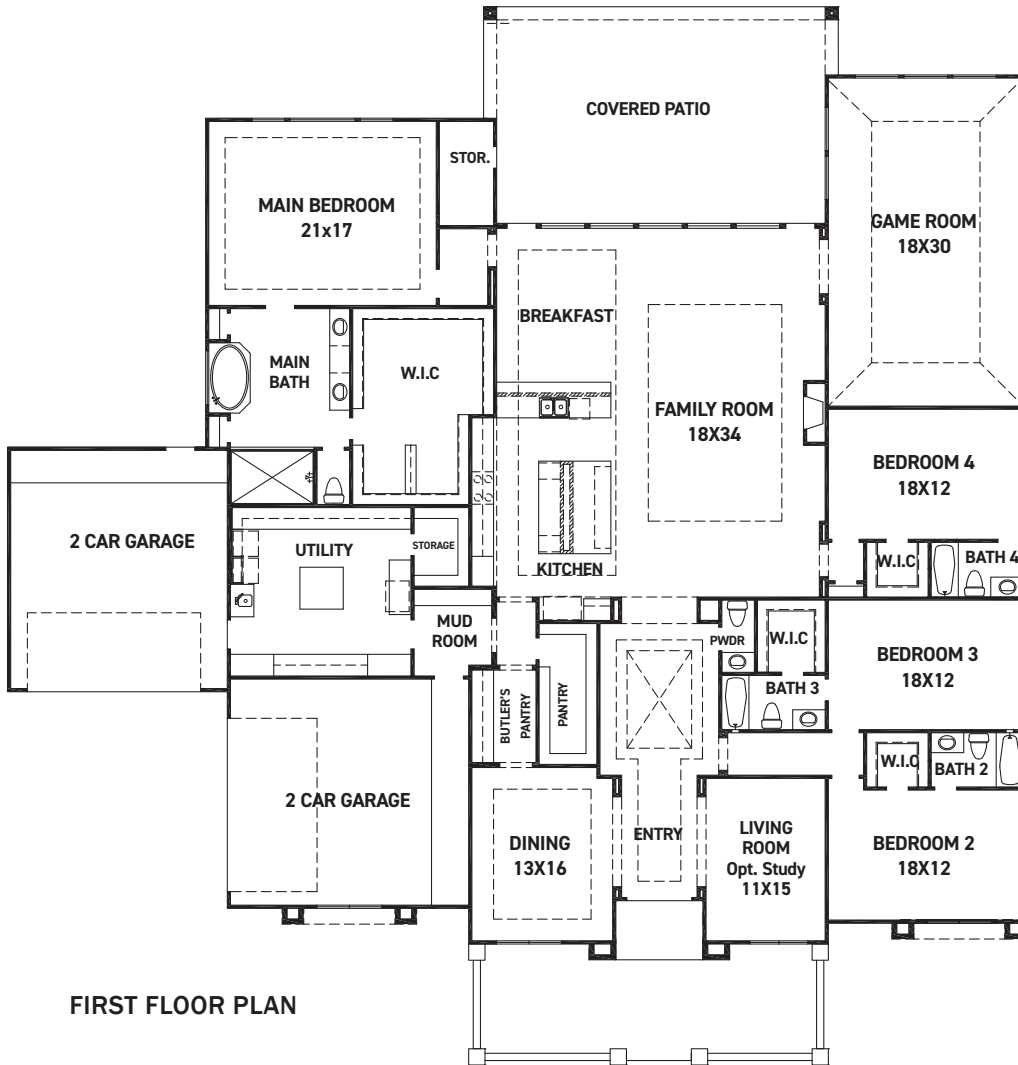 COVERED PATIO
STOR.
MAIN BEDROOM
21x17
GAME ROOM
18X30
BREAKFAST
MAIN
BATH
W.I.C
FAMILY ROOM
18X34
BEDROOM 4
18X12
2 CAR GARAGE
UTILITY
STORAGE
KITCHEN
W.I.C
BATH 4
MUD
ROOM
PWDR
W.I.C
BEDROOM 3
18X12
BATH 3
BUTLER'S
PANTRY
PANTRY
W.I.C
BATH 2
2 CAR GARAGE
DINING
13X16
ENTRY
LIVING
ROOM
Opt. Study
11X15
BEDROOM 2
18X12
FIRST FLOOR PLAN